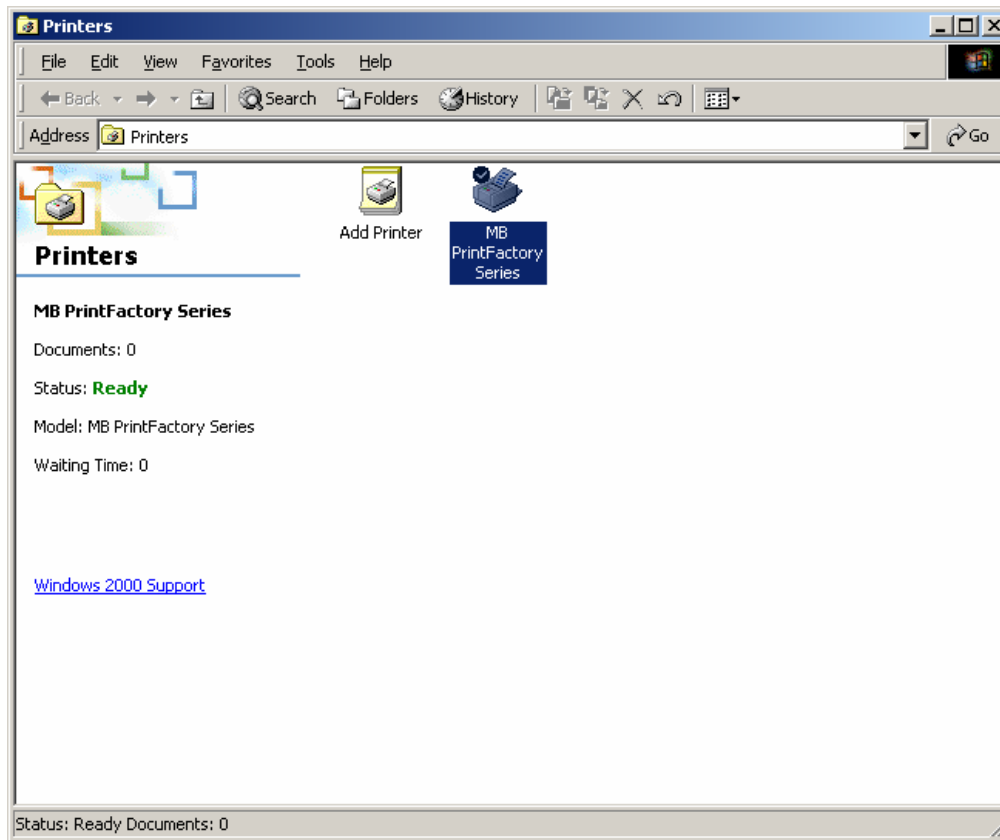 Printers
File Edit View Favorites Tools Help
Back Search Folders History
Address Printers Go
Add Printer
MB
PrintFactory
Series
Printers
MB PrintFactory Series
Documents: 0
Status: Ready
Model: MB PrintFactory Series
Waiting Time: 0
Windows 2000 Support
Status: Ready Documents: 0